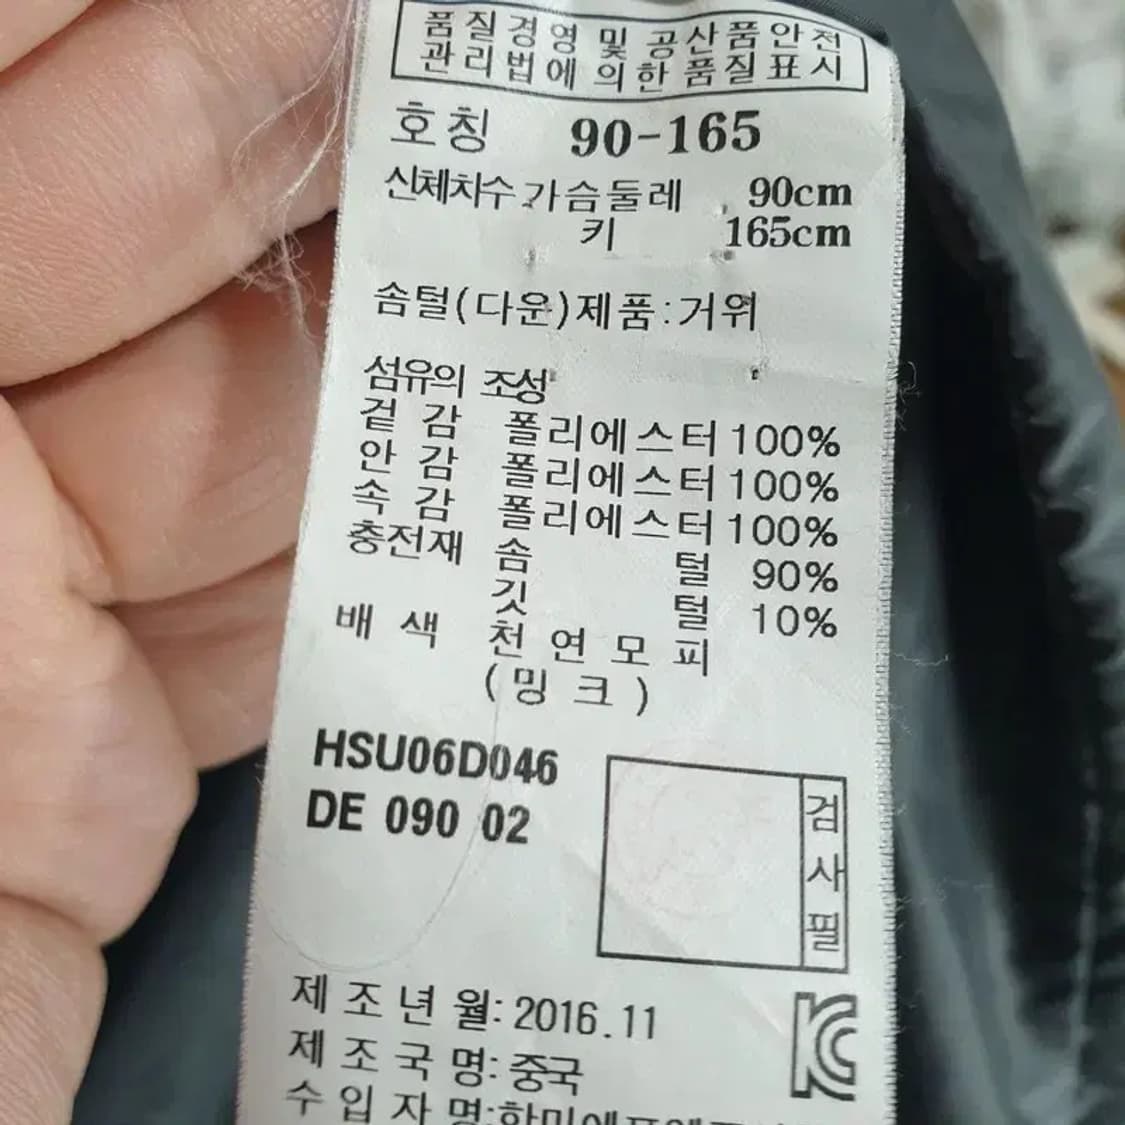 품질경영 및 공산품안전
관리법에 의한 품질표시
호칭 90-165
신체치수 가슴둘레 90cm
키 165cm
솜털(다운)제품:거위
섬유의 조성
겉감 폴리에스터 100%
안감 폴리에스터 100%
속감 폴리에스터 100%
충전재 솜털 90%
깃털 10%
배색 천연모피
(밍크)
HSU06D046
DE 090 02
검사필
제조년월: 2016.11
제조국명: 중국
수입자명: